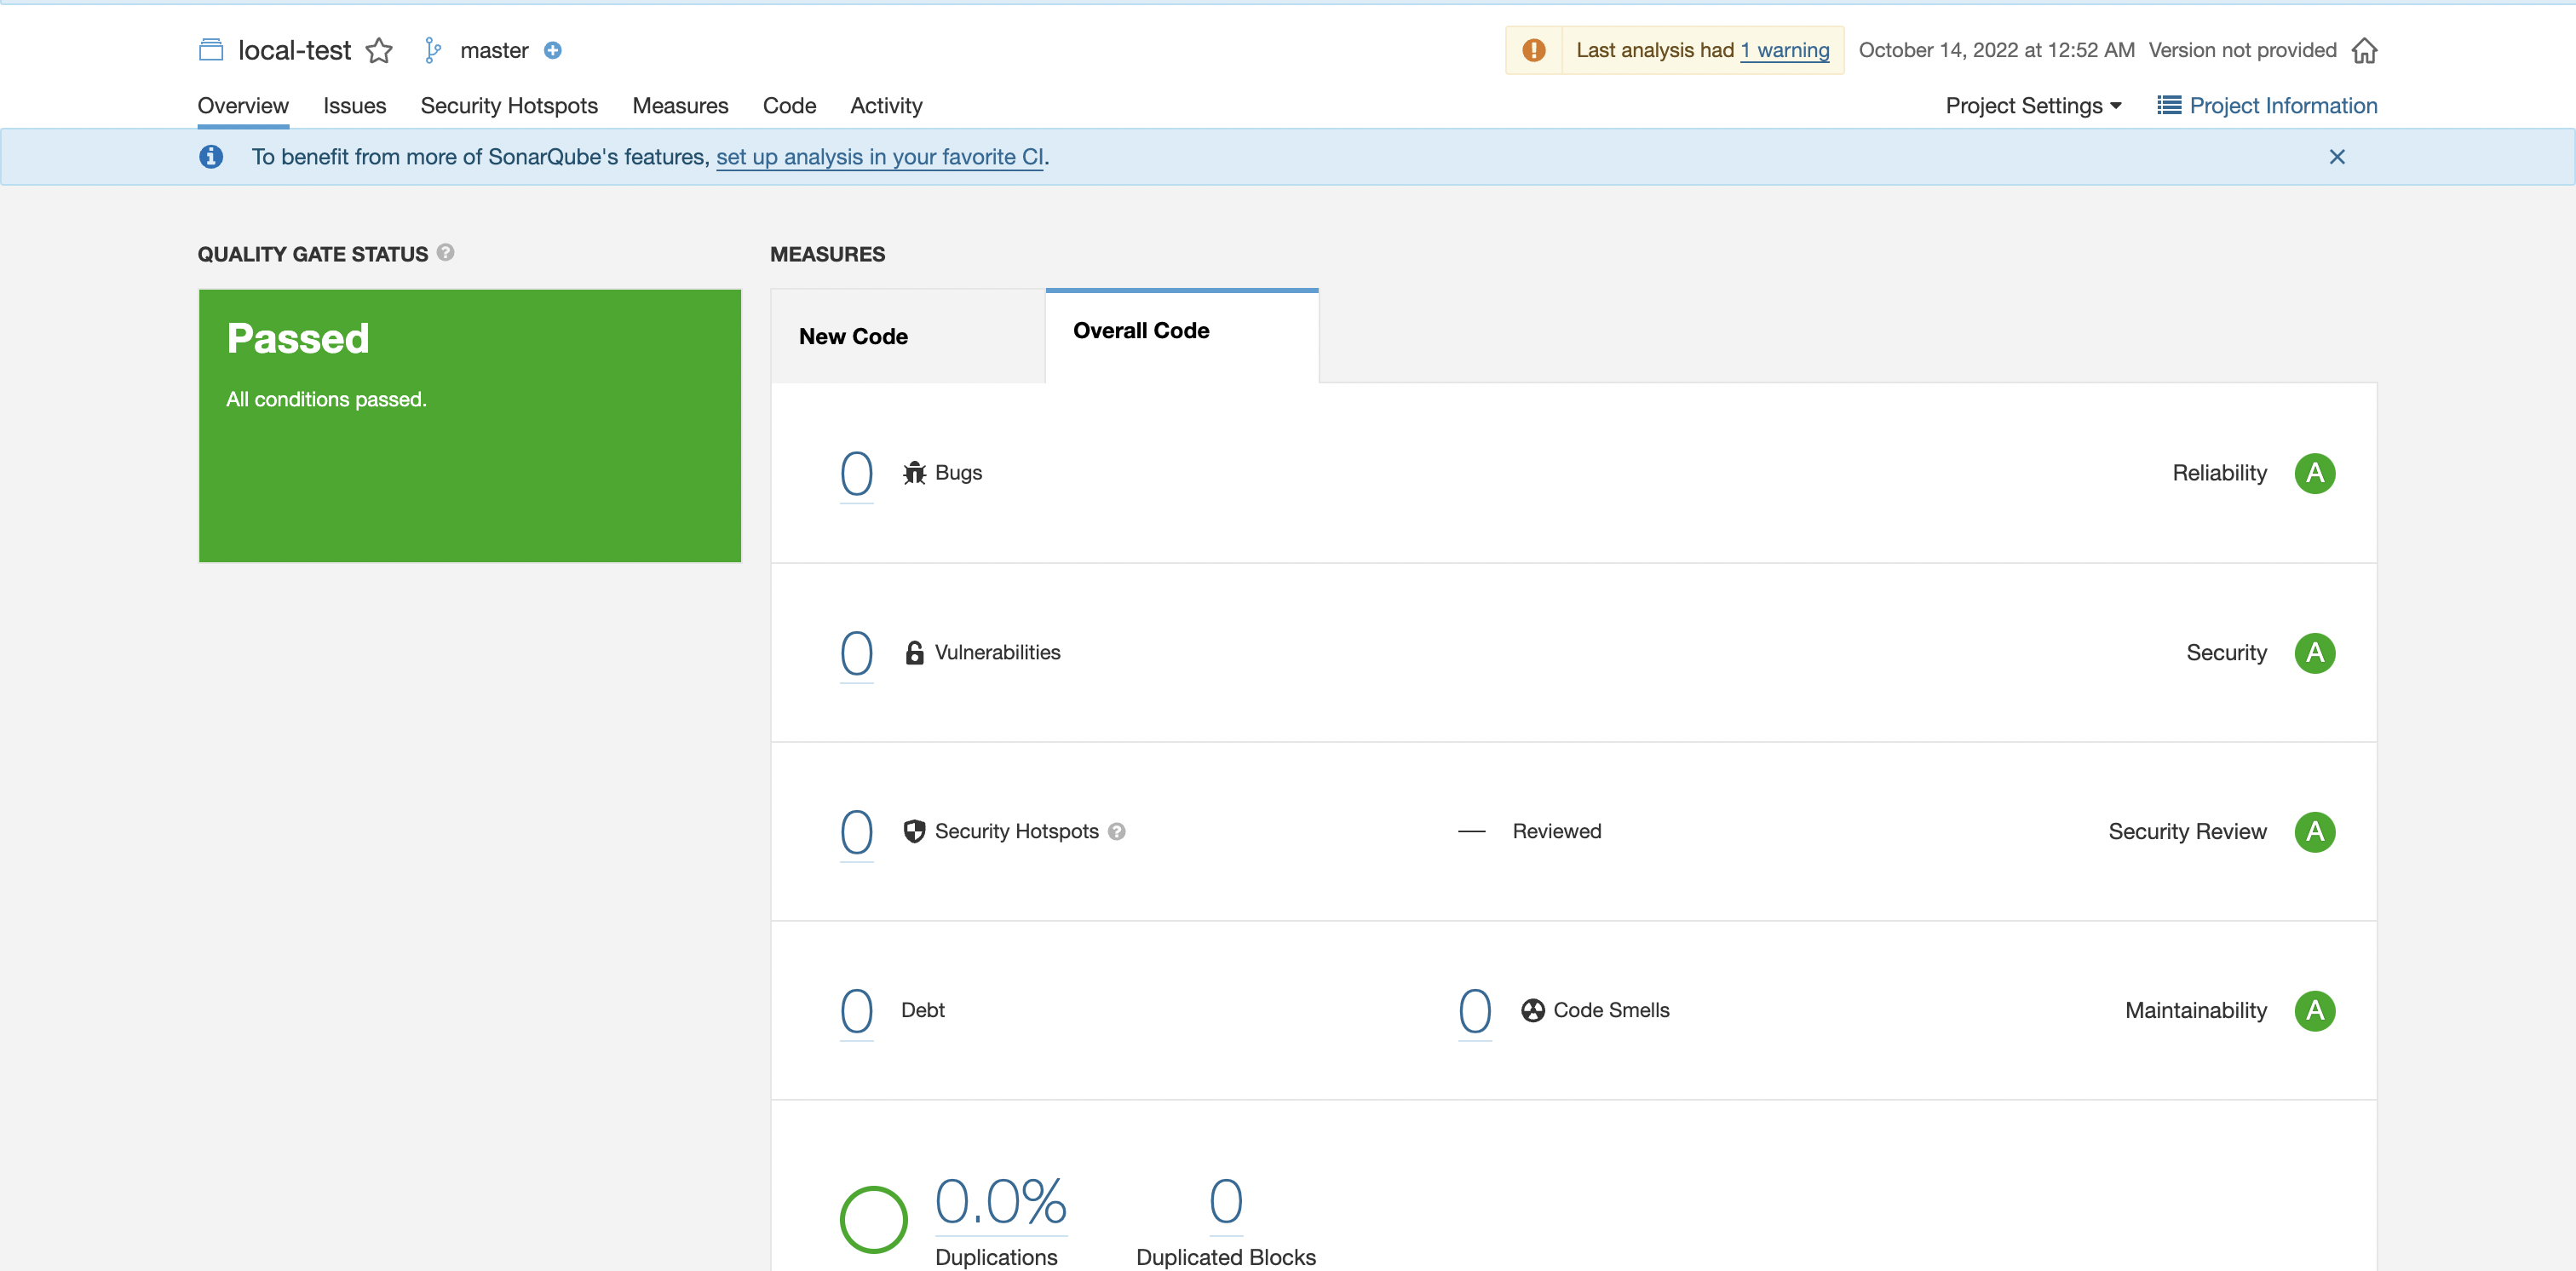 local-test master
Last analysis had 1 warning October 14, 2022 at 12:52 AM Version not provided
Overview Issues Security Hotspots Measures Code Activity
Project Settings Project Information
To benefit from more of SonarQube's features, set up analysis in your favorite CI.
QUALITY GATE STATUS
Passed
All conditions passed.
MEASURES
New Code Overall Code
0 Bugs Reliability A
0 Vulnerabilities Security A
0 Security Hotspots — Reviewed Security Review A
0 Debt 0 Code Smells Maintainability A
0.0% 0
Duplications Duplicated Blocks